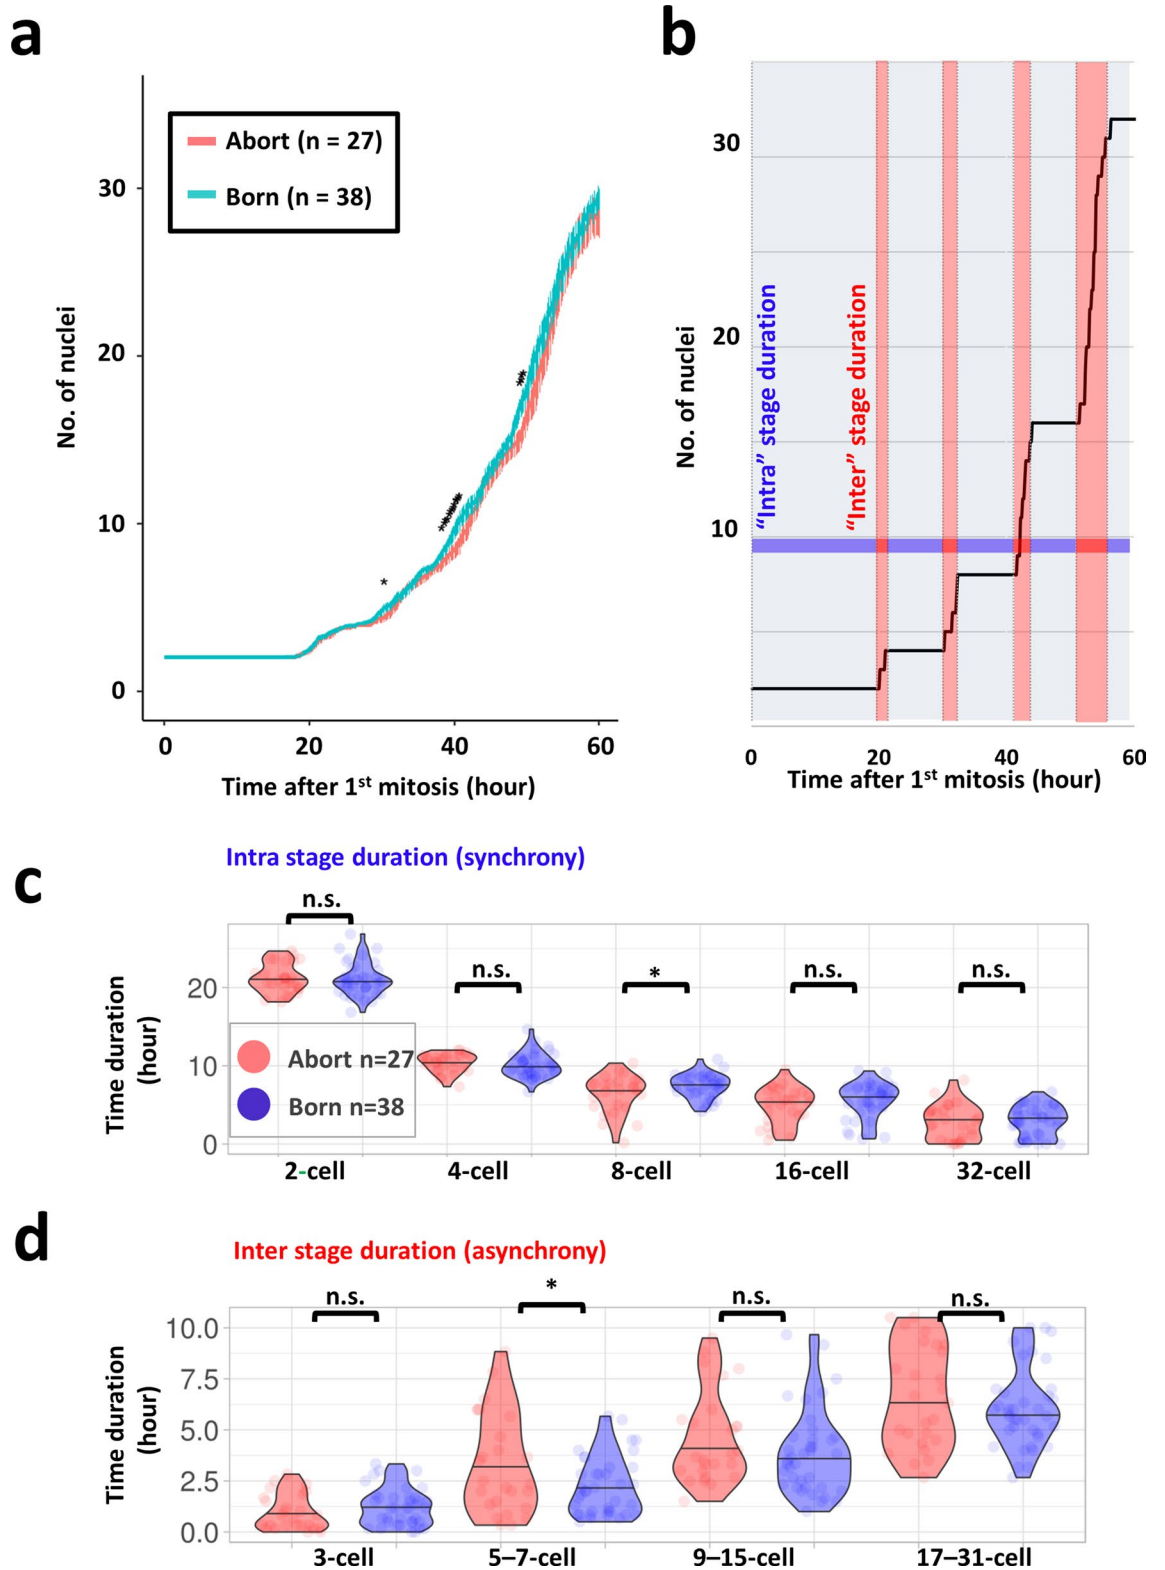 a
Abort (n = 27)
Born (n = 38)
30
20
10
0
No. of nuclei
*
0
20
40
60
Time after 1st mitosis (hour)
b
30
20
10
No. of nuclei
"Intra" stage duration
"Inter" stage duration
0
20
40
60
Time after 1st mitosis (hour)
c
Intra stage duration (synchrony)
n.s.
n.s.
*
n.s.
n.s.
20
10
0
Time duration
(hour)
Abort n=27
Born n=38
2-cell
4-cell
8-cell
16-cell
32-cell
d
Inter stage duration (asynchrony)
n.s.
*
n.s.
n.s.
10.0
7.5
5.0
2.5
0.0
Time duration
(hour)
3-cell
5–7-cell
9–15-cell
17–31-cell